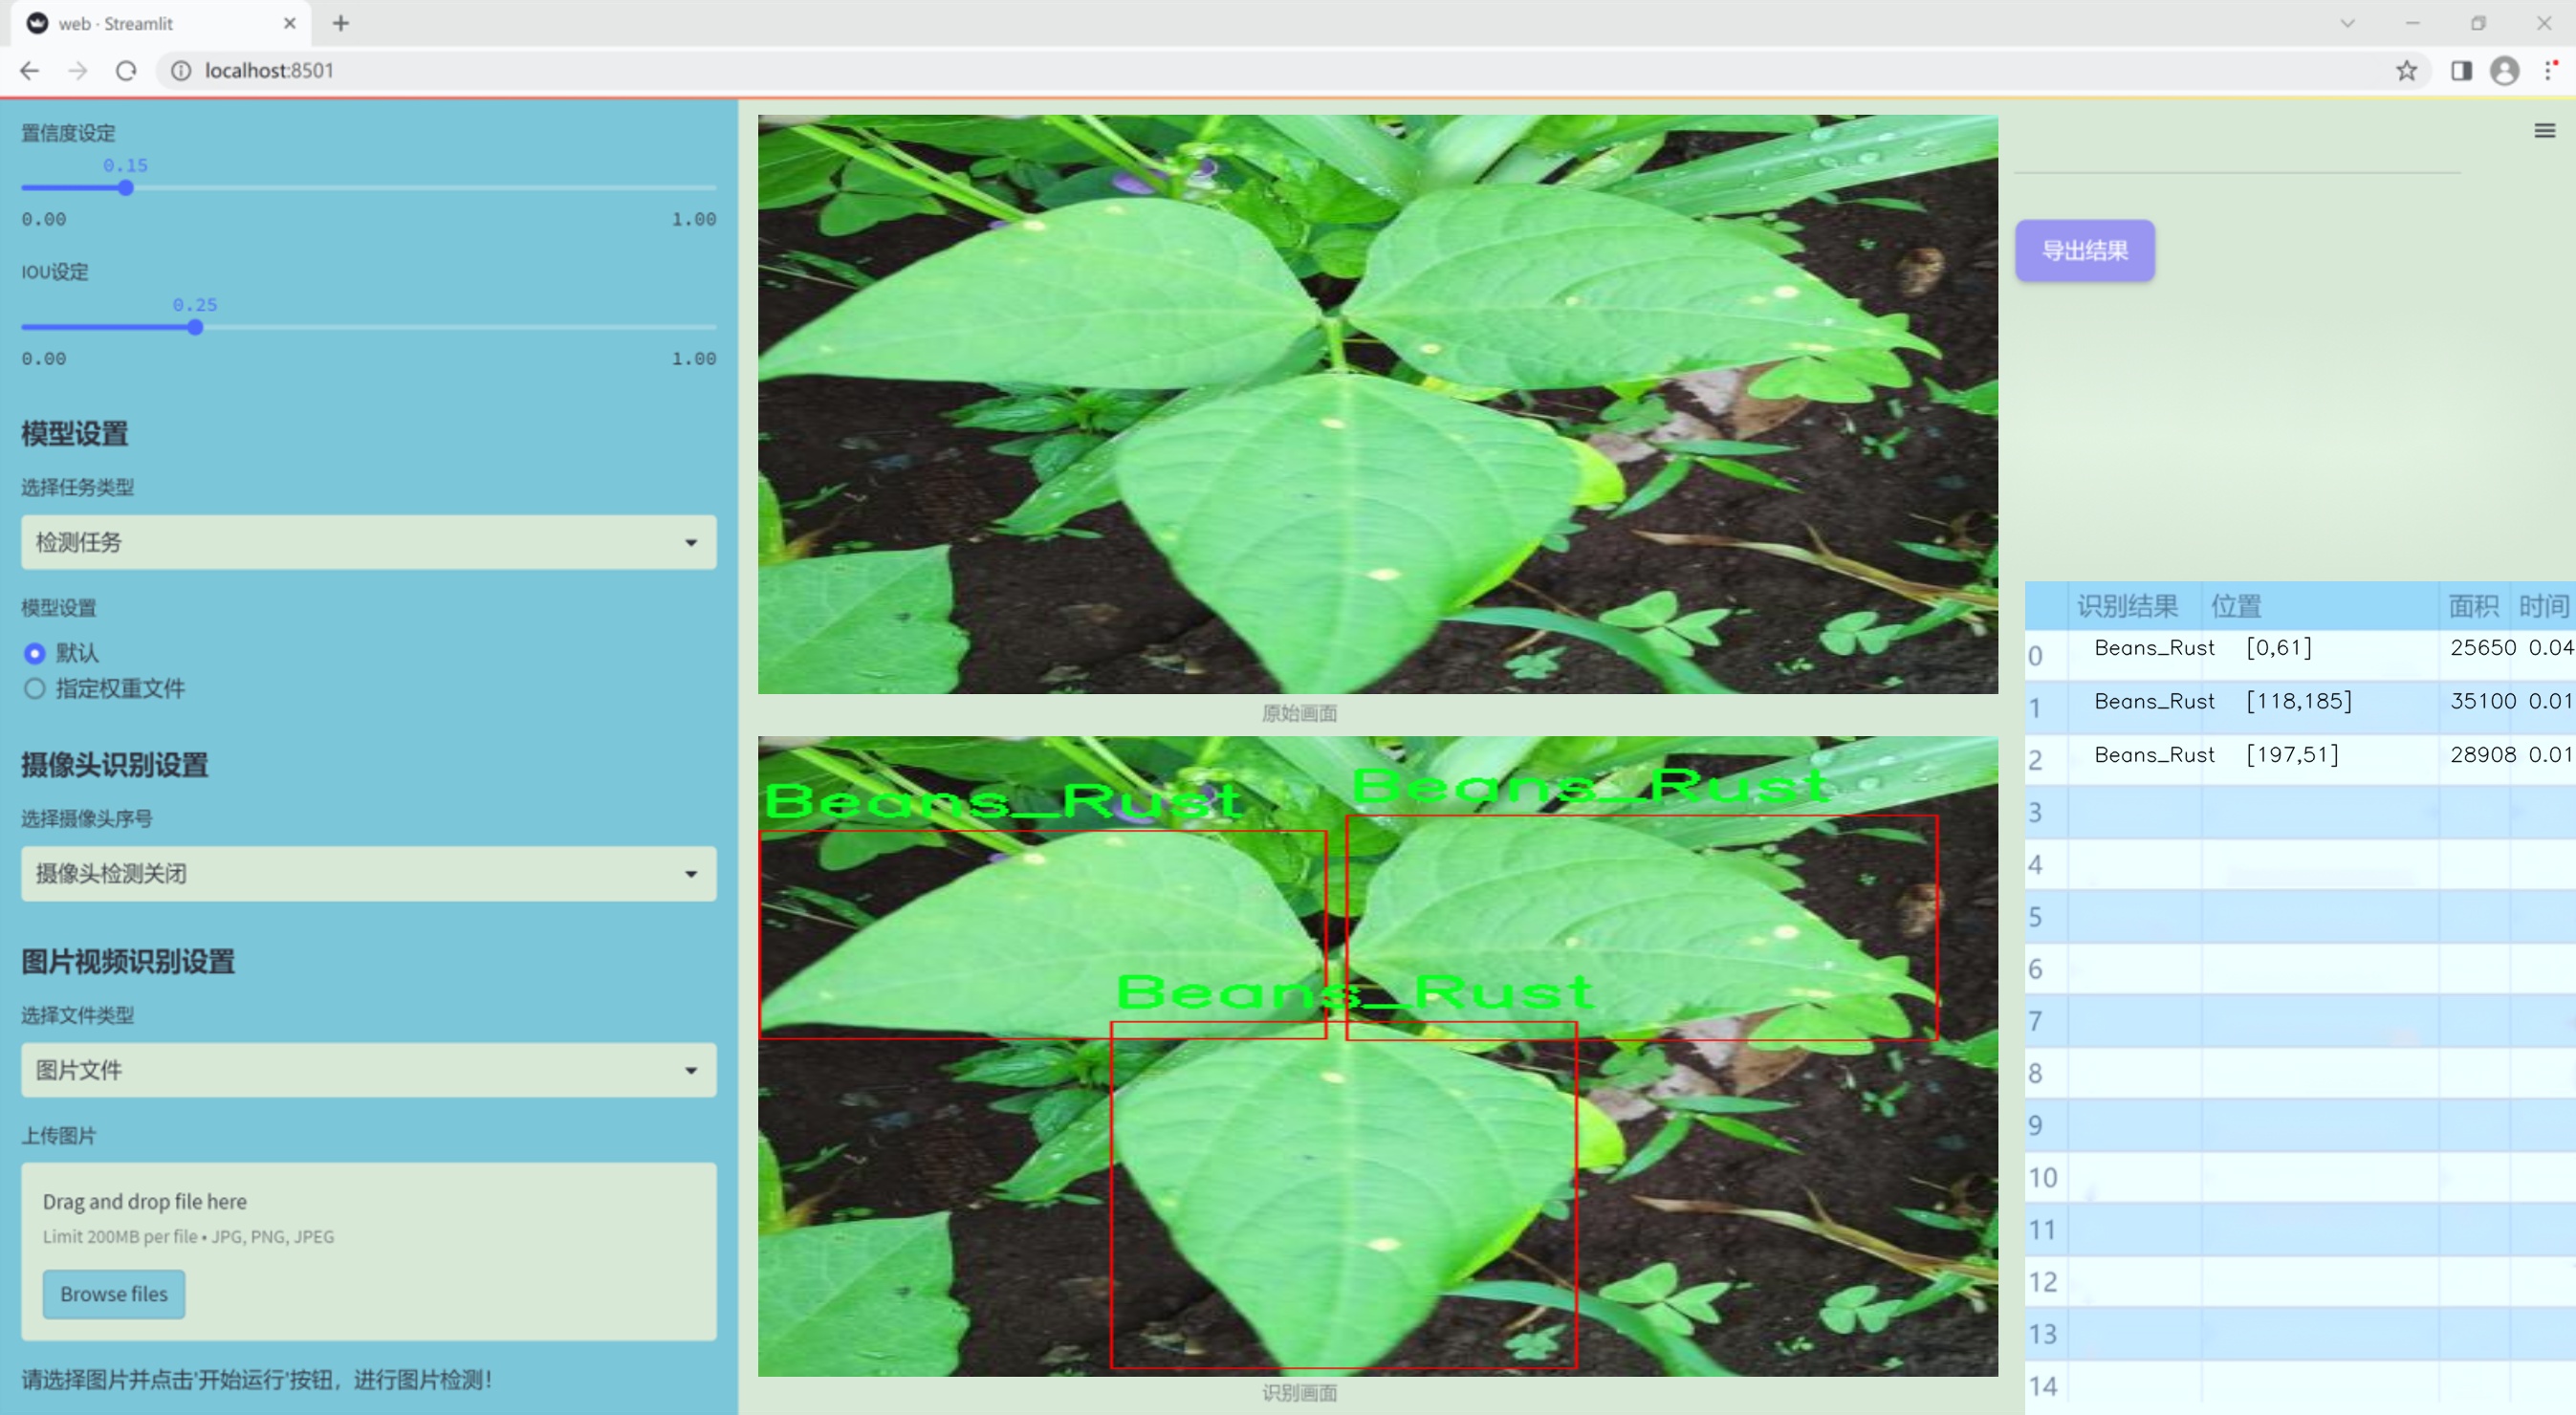 web · Streamlit
localhost:8501
置信度设定
0.15
0.00 1.00
IOU设定
0.25
0.00 1.00
模型设置
选择任务类型
检测任务
模型设置
默认
指定权重文件
摄像头识别设置
选择摄像头序号
摄像头检测关闭
图片视频识别设置
选择文件类型
图片文件
上传图片
Drag and drop file here
Limit 200MB per file • JPG, PNG, JPEG
Browse files
请选择图片并点击'开始运行'按钮，进行图片检测！
原始画面
Beans_Rust
Beans_Rust
Beans_Rust
识别画面
导出结果
识别结果 位置 面积 时间
0 Beans_Rust [0,61] 25650 0.04
1 Beans_Rust [118,185] 35100 0.01
2 Beans_Rust [197,51] 28908 0.01
3
4
5
6
7
8
9
10
11
12
13
14